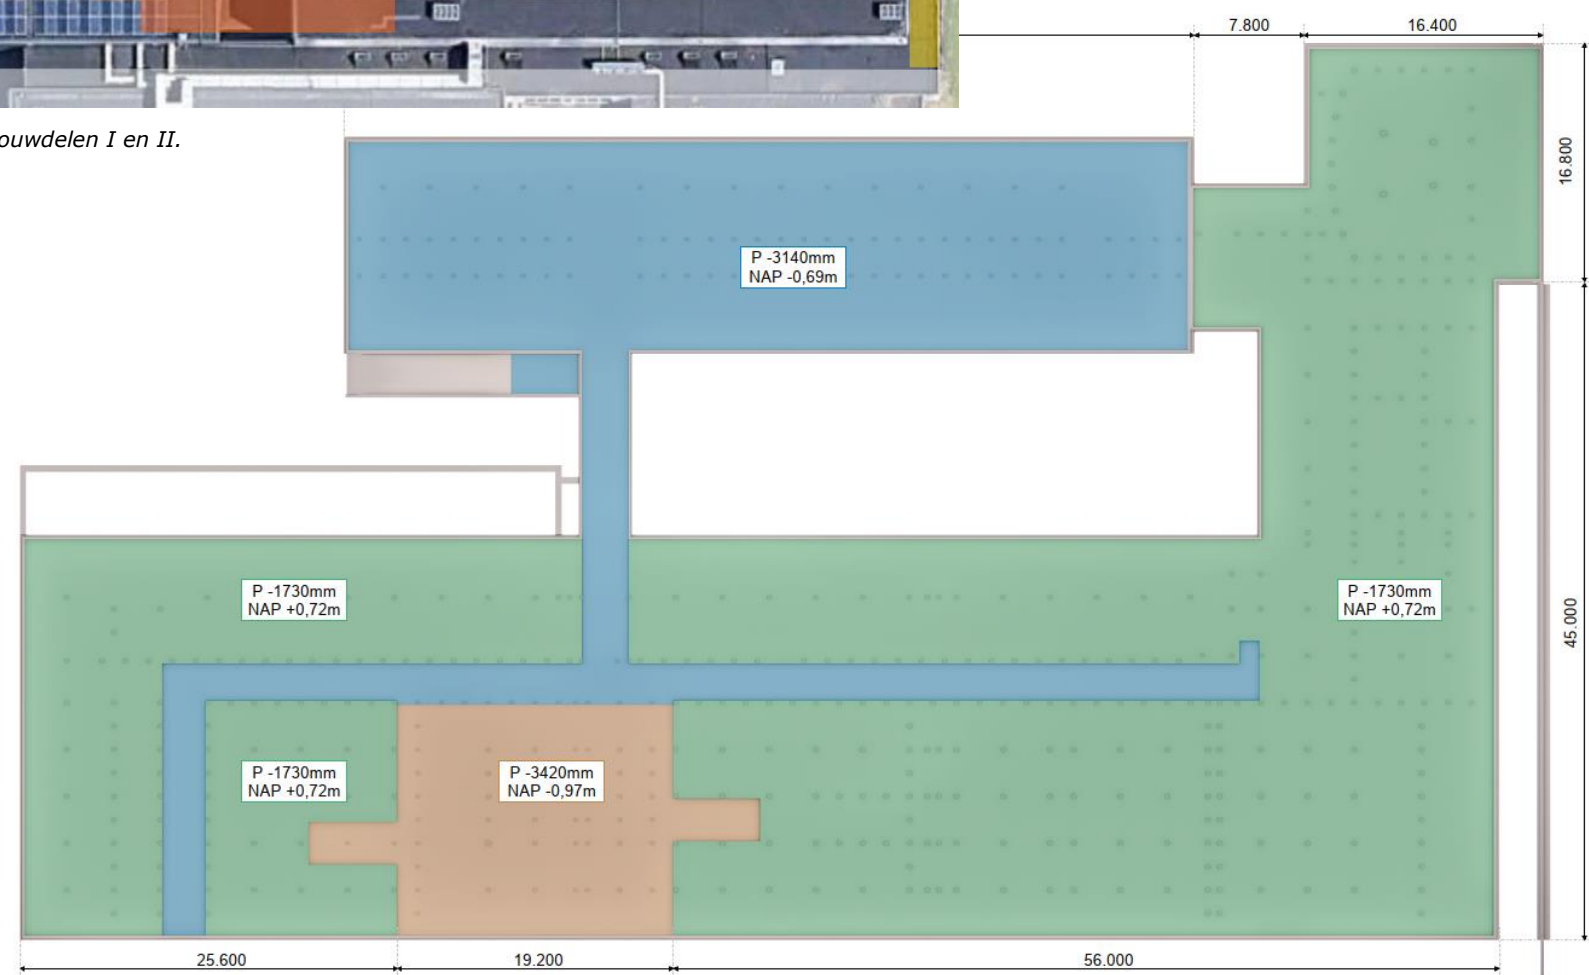 7.800
16.400
ouwdelen I en II.
16.800
P -3140mm
NAP -0,69m
P -1730mm
NAP +0,72m
P -1730mm
NAP +0,72m
45.000
P -1730mm
NAP +0,72m
P -3420mm
NAP -0,97m
25.600
19.200
56.000